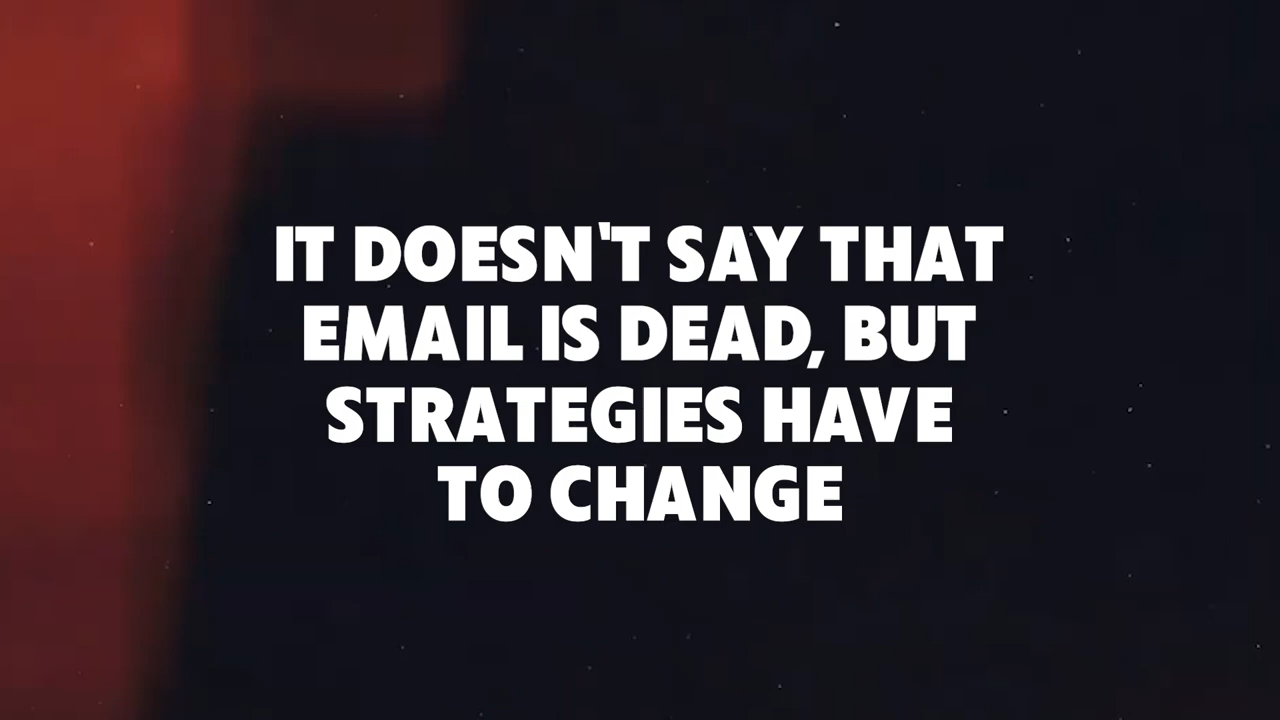 IT DOESN'T SAY THAT
EMAIL IS DEAD, BUT
STRATEGIES HAVE
TO CHANGE